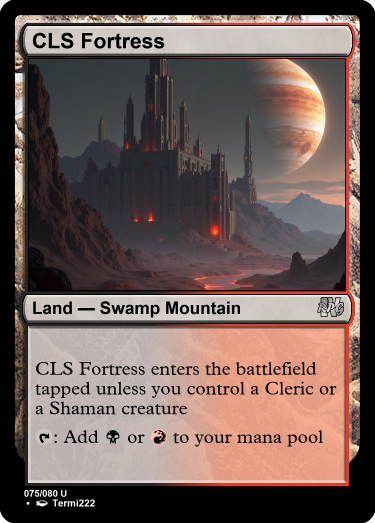 CLS Fortress
Land — Swamp Mountain
CLS Fortress enters the battlefield
tapped unless you control a Cleric or
a Shaman creature
: Add or to your mana pool
075/080 U
• Termi222